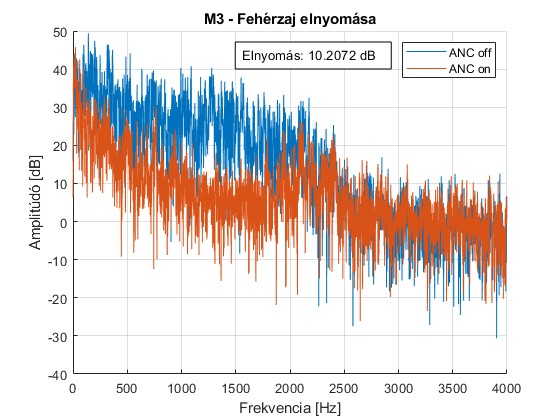 M3 - Fehérzaj elnyomása
Elnyomás: 10.2072 dB
ANC off
ANC on
Amplitúdó [dB]
50
40
30
20
10
0
-10
-20
-30
-40
0 500 1000 1500 2000 2500 3000 3500 4000
Frekvencia [Hz]